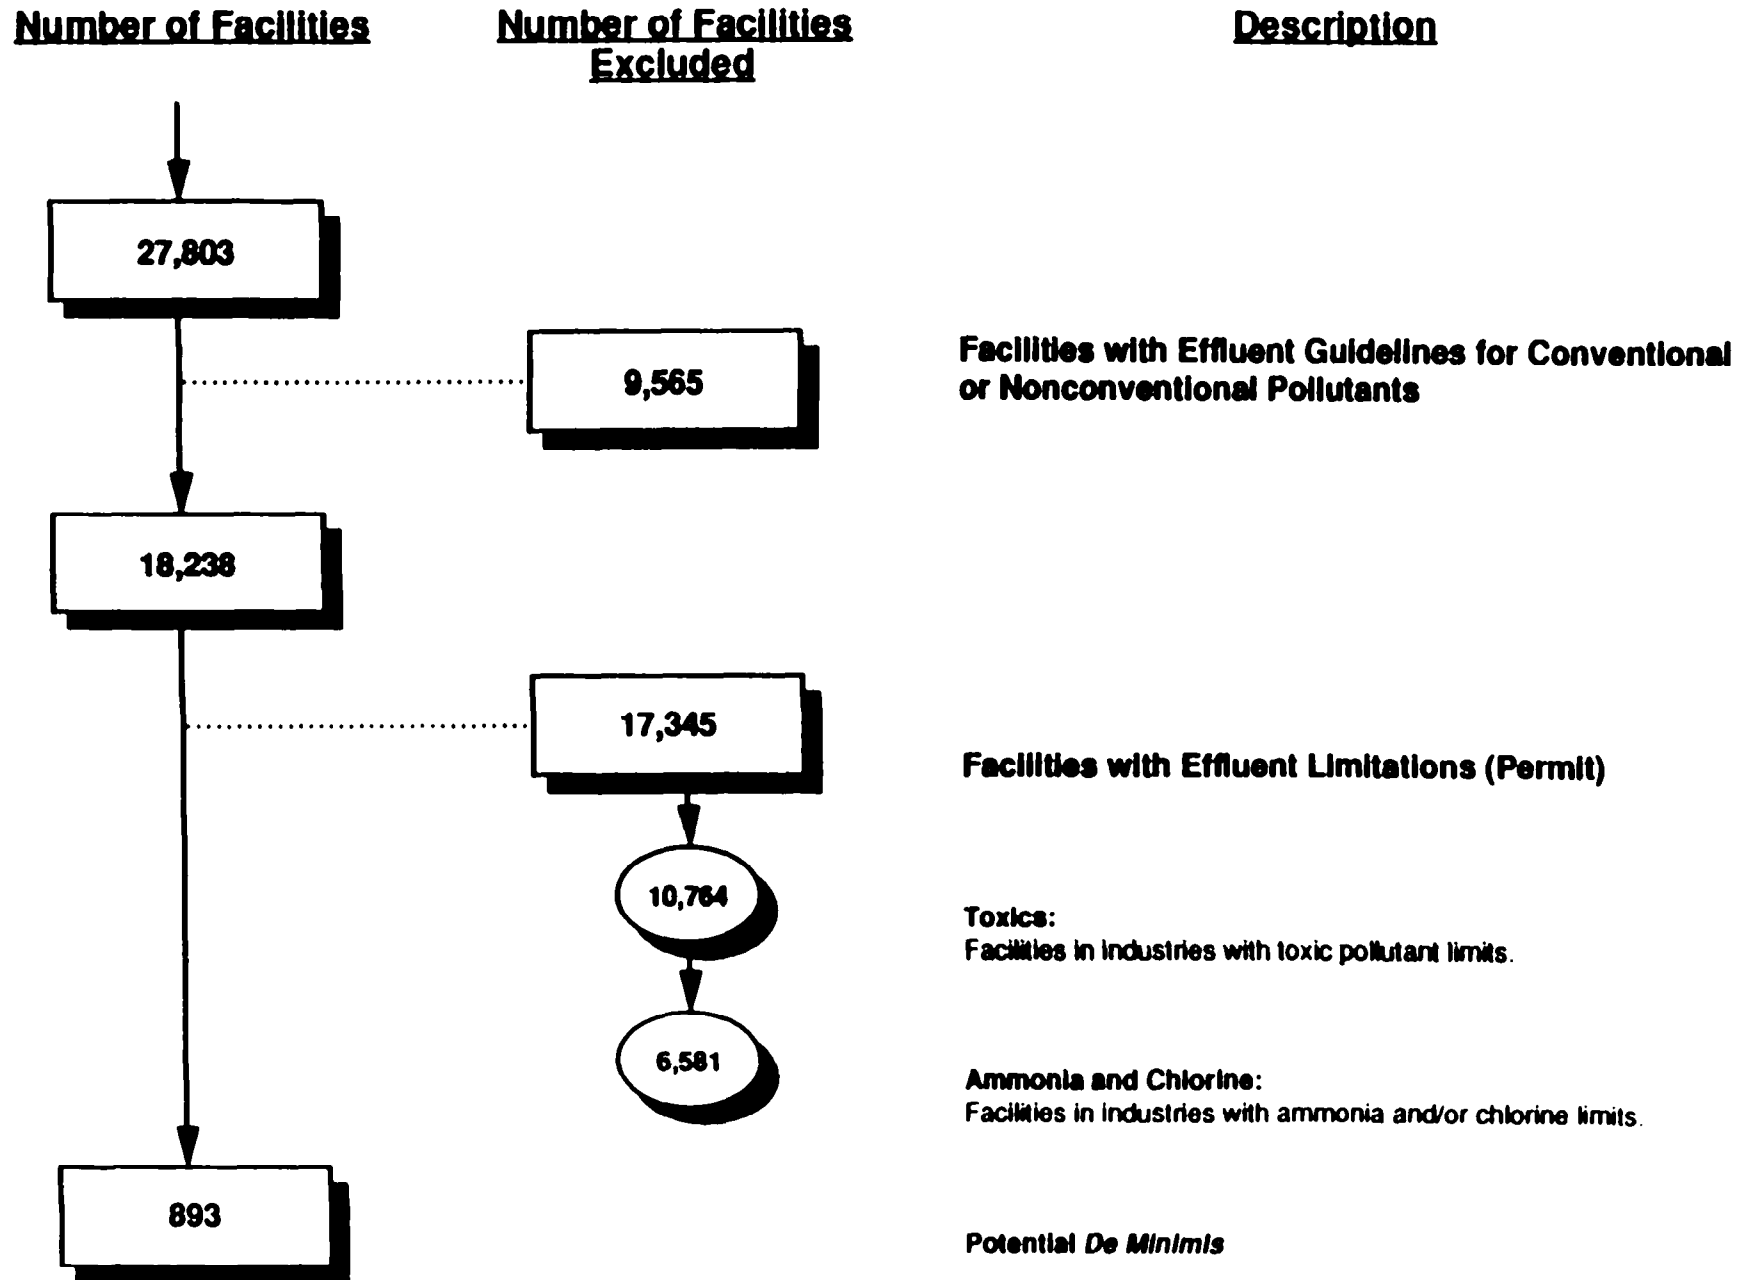 Number of Facilities
Number of Facilities
Excluded
Description
27,803
9,565
Facilities with Effluent Guidelines for Conventional
or Nonconventional Pollutants
18,238
17,345
Facilities with Effluent Limitations (Permit)
10,764
Toxics:
Facilities in industries with toxic pollutant limits.
6,581
Ammonia and Chlorine:
Facilities in industries with ammonia and/or chlorine limits.
893
Potential De Minimis